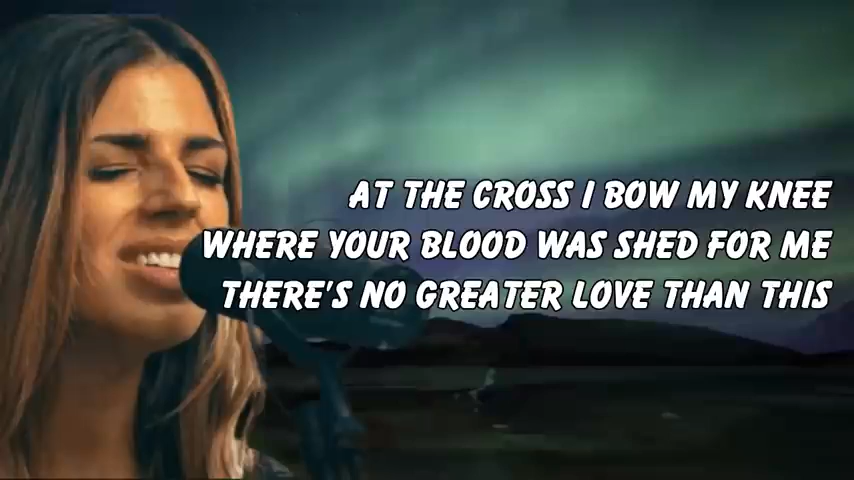 AT THE CROSS I BOW MY KNEE
WHERE YOUR BLOOD WAS SHED FOR ME
THERE'S NO GREATER LOVE THAN THIS